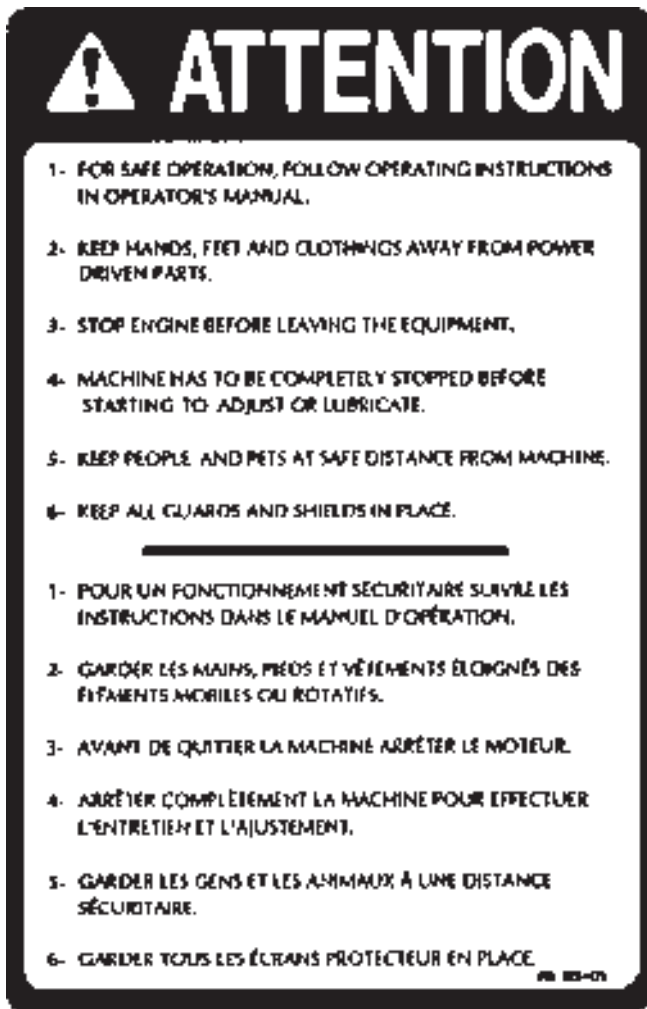 ATTENTION
1- FOR SAFE OPERATION, FOLLOW OPERATING INSTRUCTIONS
IN OPERATOR'S MANUAL.
2- KEEP HANDS, FEET AND CLOTHINGS AWAY FROM POWER
DRIVEN PARTS.
3- STOP ENGINE BEFORE LEAVING THE EQUIPMENT.
4- MACHINE HAS TO BE COMPLETELY STOPPED BEFORE
STARTING TO ADJUST OR LUBRICATE.
5- KEEP PEOPLE AND PETS AT SAFE DISTANCE FROM MACHINE.
6- KEEP ALL GUARDS AND SHIELDS IN PLACE.
1- POUR UN FONCTIONNEMENT SÉCURITAIRE SUIVRE LES
INSTRUCTIONS DANS LE MANUEL D'OPÉRATION.
2- GARDER LES MAINS, PIEDS ET VÊTEMENTS ÉLOIGNÉS DES
ÉLÉMENTS MOBILES OU ROTATIFS.
3- AVANT DE QUITTER LA MACHINE ARRÊTER LE MOTEUR.
4- ARRÊTER COMPLÈTEMENT LA MACHINE POUR EFFECTUER
L'ENTRETIEN ET L'AJUSTEMENT.
5- GARDER LES GENS ET LES ANIMAUX À UNE DISTANCE
SÉCURITAIRE.
6- GARDER TOUS LES ÉCRANS PROTECTEUR EN PLACE